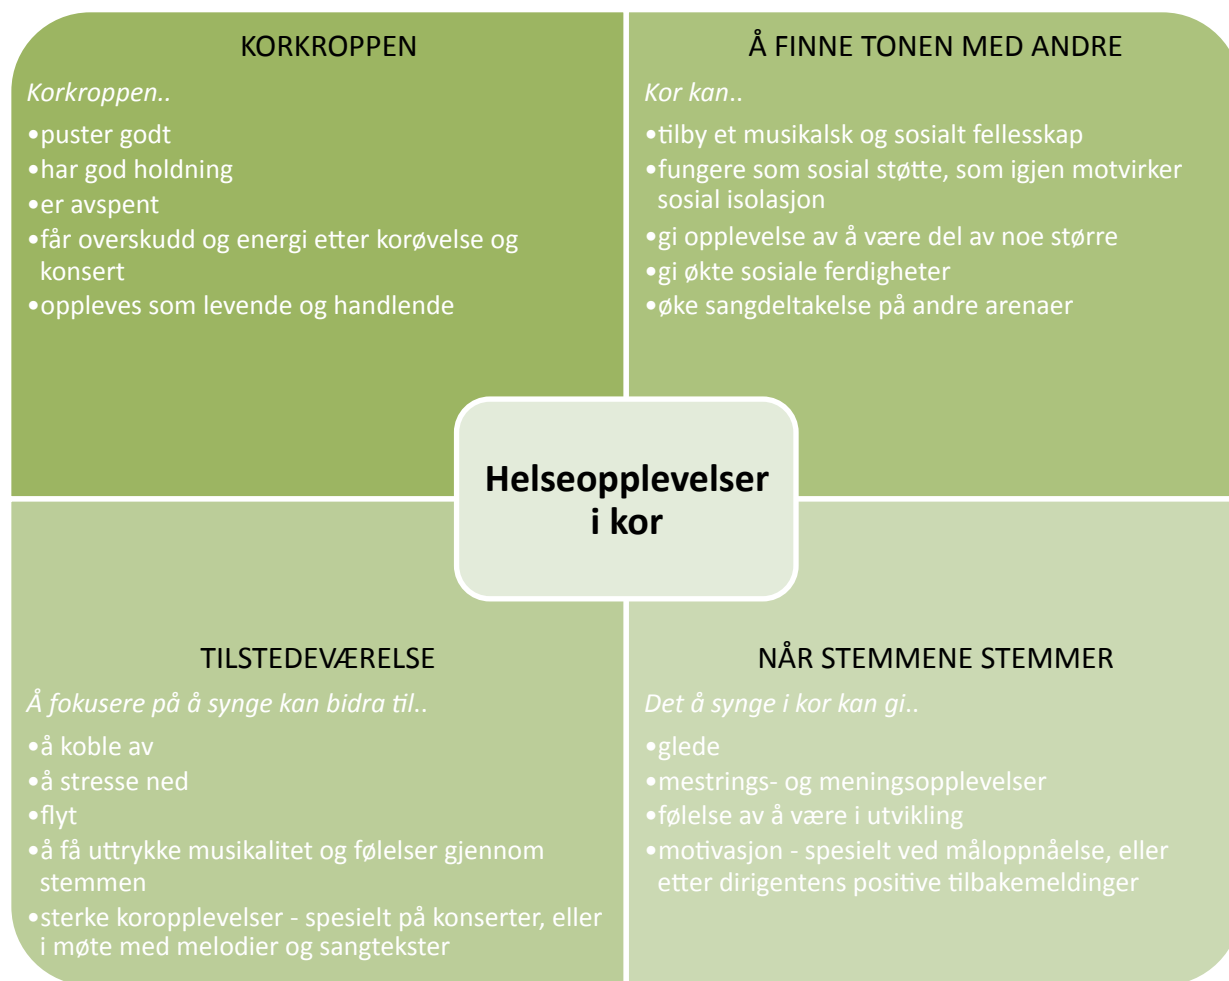 KORKROPPEN
Korkroppen..
•puster godt
•har god holdning
•er avspent
•får overskudd og energi etter korøvelse og
konsert
•oppleves som levende og handlende
Å FINNE TONEN MED ANDRE
Kor kan..
•tilby et musikalsk og sosialt fellesskap
•fungere som sosial støtte, som igjen motvirker
sosial isolasjon
•gi opplevelse av å være del av noe større
•gi økte sosiale ferdigheter
•øke sangdeltakelse på andre arenaer
Helseopplevelser
i kor
TILSTEDEVÆRELSE
Å fokusere på å synge kan bidra til..
•å koble av
•å stresse ned
•flyt
•å få uttrykke musikalitet og følelser gjennom
stemmen
•sterke koropplevelser - spesielt på konserter, eller
i møte med melodier og sangtekster
NÅR STEMMENE STEMMER
Det å synge i kor kan gi..
•glede
•mestrings- og meningsopplevelser
•følelse av å være i utvikling
•motivasjon - spesielt ved måloppnåelse, eller
etter dirigentens positive tilbakemeldinger